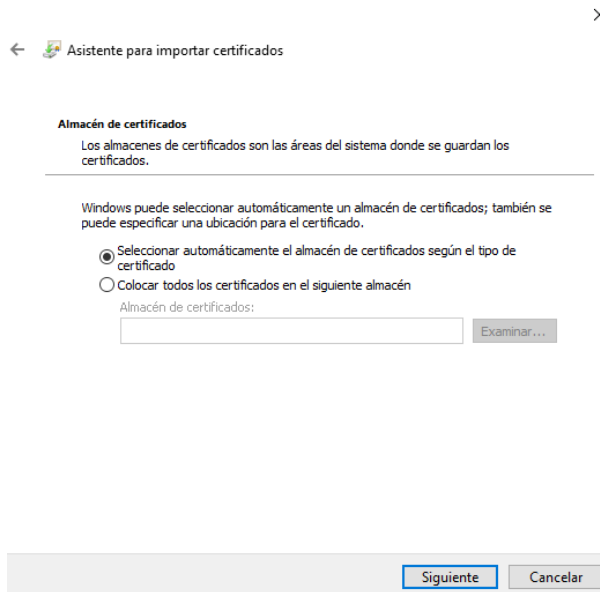 Asistente para importar certificados
Almacén de certificados
Los almacenes de certificados son las áreas del sistema donde se guardan los
certificados.
Windows puede seleccionar automáticamente un almacén de certificados; también se
puede especificar una ubicación para el certificado.
Seleccionar automáticamente el almacén de certificados según el tipo de
certificado
Colocar todos los certificados en el siguiente almacén
Almacén de certificados:
Examinar...
Siguiente
Cancelar